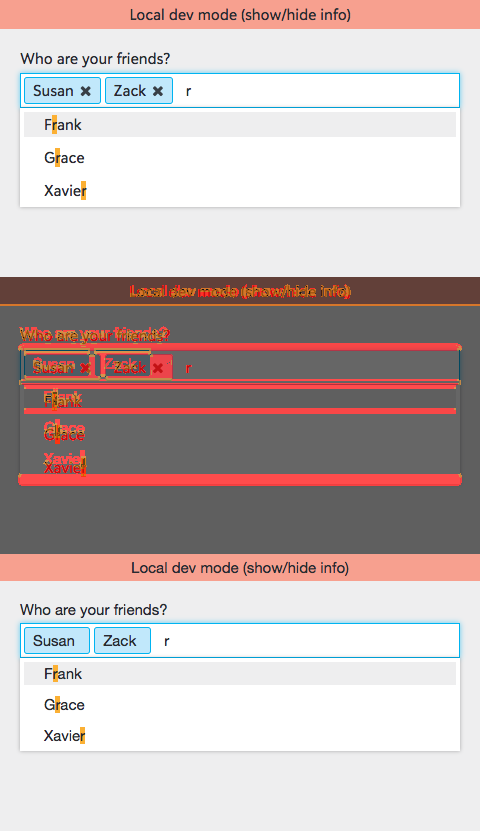 Local dev mode (show/hide info)
Who are your friends?
Susan ✖ Zack ✖ r
Frank
Grace
Xavier
Local dev mode (show/hide info)
Who are your friends?
Susan ✖ Zack ✖ r
Frank
Grace
Xavier
Local dev mode (show/hide info)
Who are your friends?
Susan Zack r
Frank
Grace
Xavier